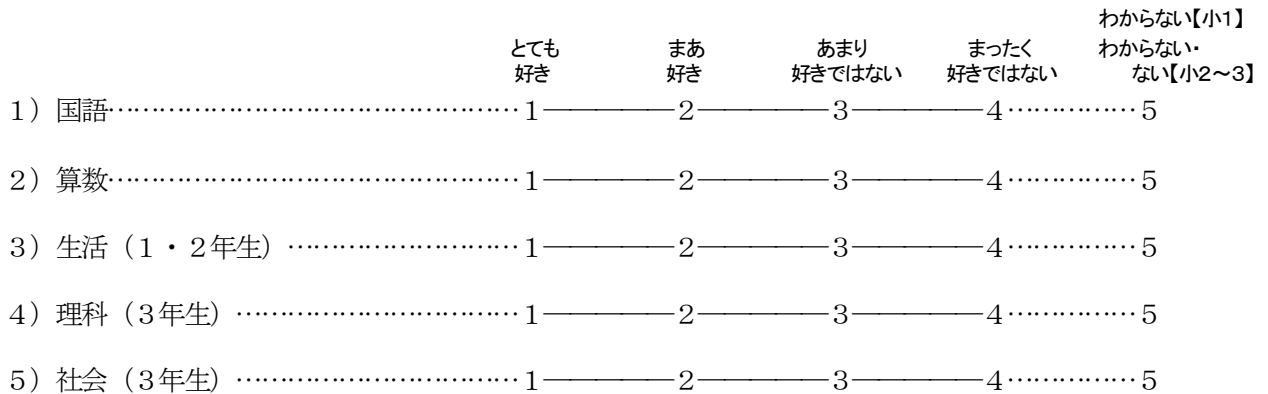 わからない【小1】
とても まあ あまり まったく わからない・
好き 好き 好きではない 好きではない ない【小2～3】
1）国語………………………………………………1――――2――――3――――4……………5
2）算数………………………………………………1――――2――――3――――4……………5
3）生活（1・2年生）…………………………1――――2――――3――――4……………5
4）理科（3年生）………………………………1――――2――――3――――4……………5
5）社会（3年生）………………………………1――――2――――3――――4……………5